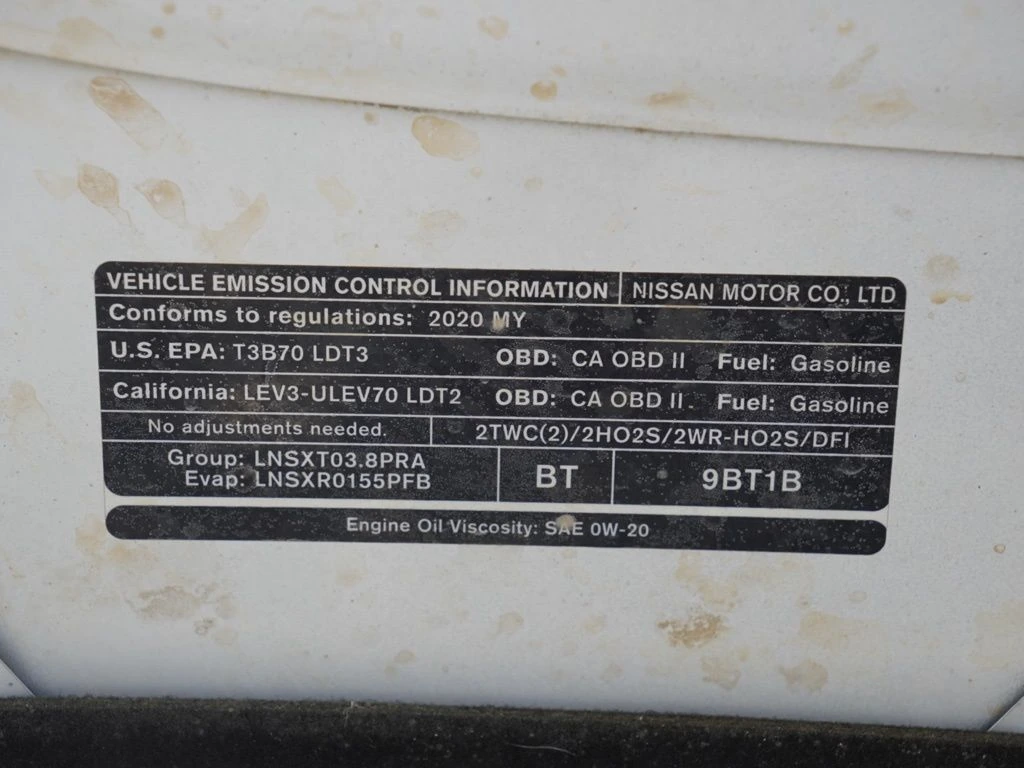 VEHICLE EMISSION CONTROL INFORMATION NISSAN MOTOR CO., LTD
Conforms to regulations: 2020 MY
U.S. EPA: T3B70 LDT3 OBD: CA OBD II Fuel: Gasoline
California: LEV3-ULEV70 LDT2 OBD: CA OBD II Fuel: Gasoline
No adjustments needed. 2TWC(2)/2HO2S/2WR-HO2S/DFI
Group: LNSXT03.8PRA
Evap: LNSXR0155PFB
BT 9BT1B
Engine Oil Viscosity: SAE 0W-20